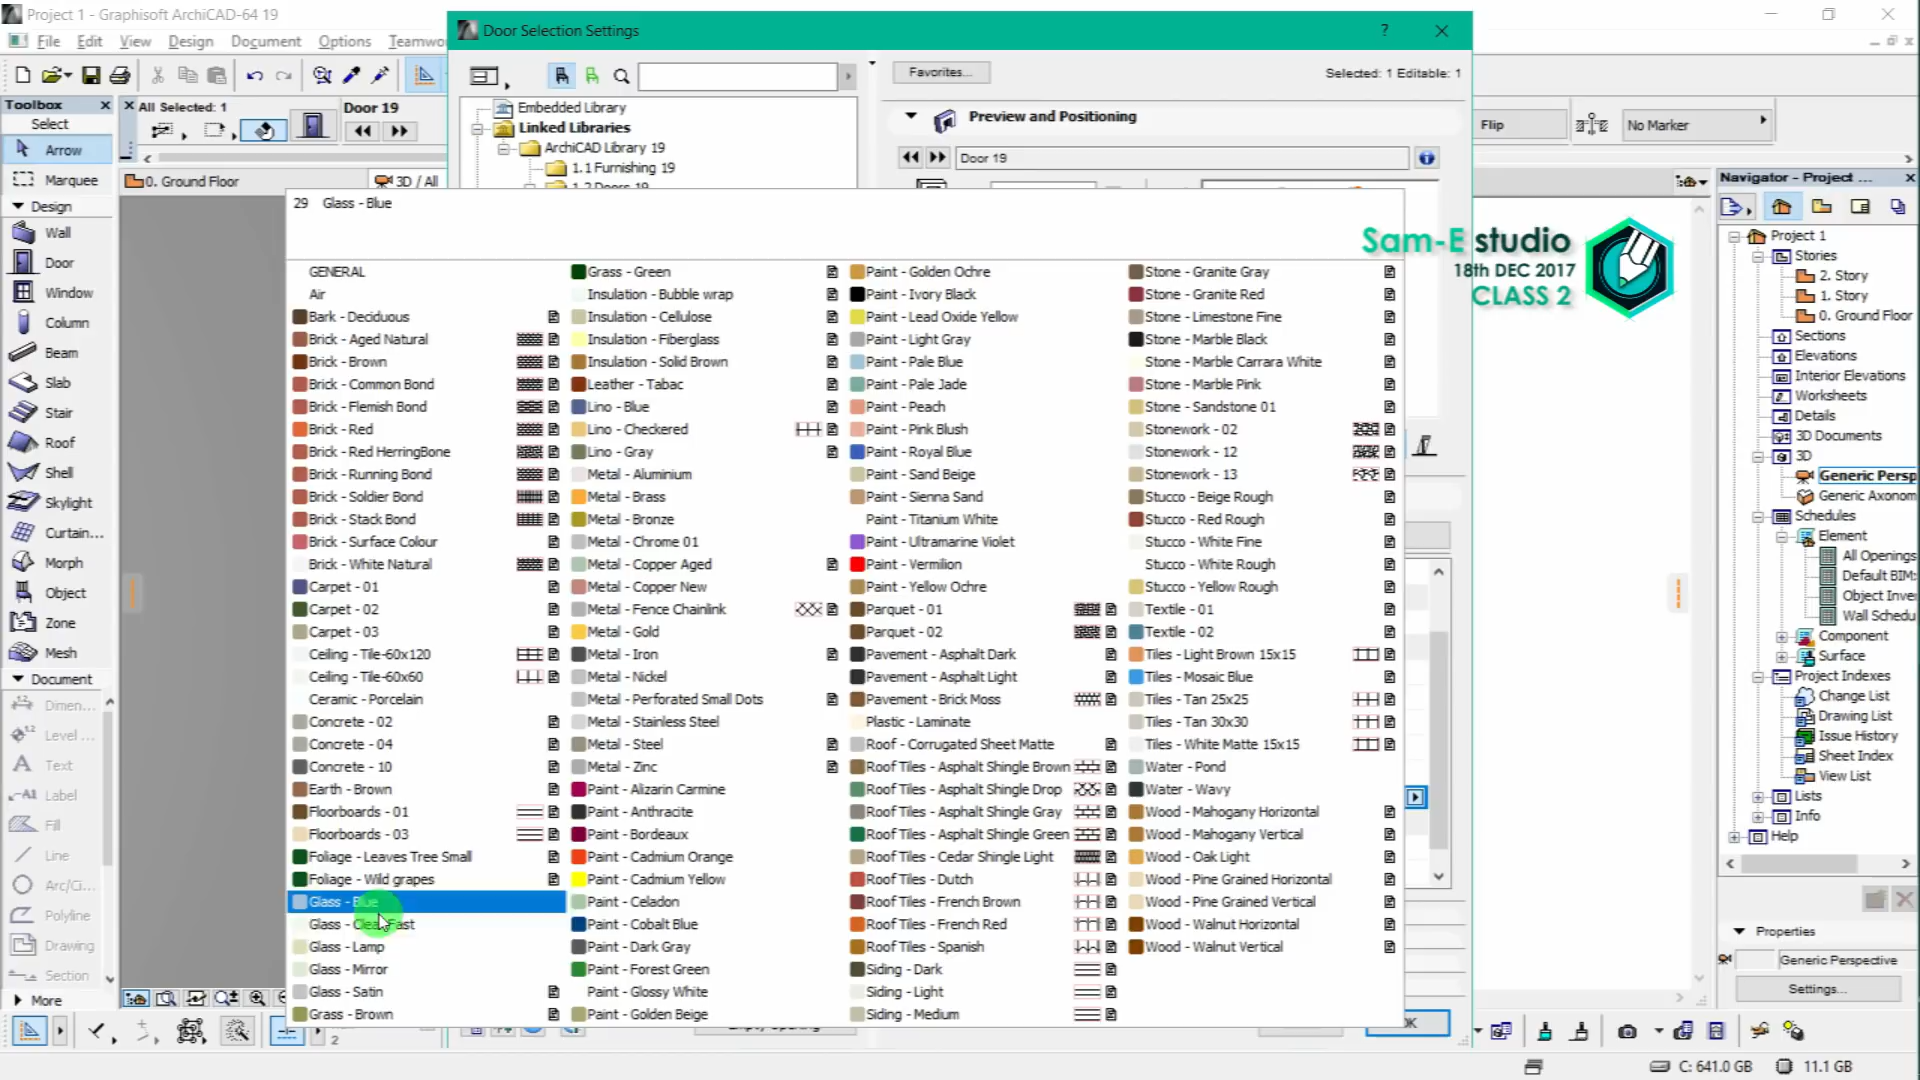 Project 1 - Graphisoft ArchiCAD-64 19
File Edit View Design Document Options Teamwo
Door Selection Settings
?
Favorites...
Selected: 1 Editable: 1
Toolbox
Select
Arrow
Marquee
Design
Wall
Door
Window
Column
Beam
Slab
Stair
Roof
Shell
Skylight
Curtain...
Morph
Object
Zone
Mesh
Document
Dimen...
Level ...
Text
Label
Fill
Line
Arc/Ci...
Polyline
Drawing
Section
More
All Selected: 1
Door 19
0. Ground Floor
3D / All
Embedded Library
Linked Libraries
ArchiCAD Library 19
1.1 Furnishing 19
1.2 Doors 19
Preview and Positioning
Door 19
Flip
No Marker
29 Glass - Blue
GENERAL
Air
Bark - Deciduous
Brick - Aged Natural
Brick - Brown
Brick - Common Bond
Brick - Flemish Bond
Brick - Red
Brick - Red HerringBone
Brick - Running Bond
Brick - Soldier Bond
Brick - Stack Bond
Brick - Surface Colour
Brick - White Natural
Carpet - 01
Carpet - 02
Carpet - 03
Ceiling - Tile-60x120
Ceiling - Tile-60x60
Ceramic - Porcelain
Concrete - 02
Concrete - 04
Concrete - 10
Earth - Brown
Floorboards - 01
Floorboards - 03
Foliage - Leaves Tree Small
Foliage - Wild grapes
Glass - Blue
Glass - Clear Fast
Glass - Lamp
Glass - Mirror
Glass - Satin
Grass - Brown
Grass - Green
Insulation - Bubble wrap
Insulation - Cellulose
Insulation - Fiberglass
Insulation - Solid Brown
Leather - Tabac
Lino - Blue
Lino - Checkered
Lino - Gray
Metal - Aluminium
Metal - Brass
Metal - Bronze
Metal - Chrome 01
Metal - Copper Aged
Metal - Copper New
Metal - Fence Chainlink
Metal - Gold
Metal - Iron
Metal - Nickel
Metal - Perforated Small Dots
Metal - Stainless Steel
Metal - Steel
Metal - Zinc
Paint - Alizarin Carmine
Paint - Anthracite
Paint - Bordeaux
Paint - Cadmium Orange
Paint - Cadmium Yellow
Paint - Celadon
Paint - Cobalt Blue
Paint - Dark Gray
Paint - Forest Green
Paint - Glossy White
Paint - Golden Beige
Paint - Golden Ochre
Paint - Ivory Black
Paint - Lead Oxide Yellow
Paint - Light Gray
Paint - Pale Blue
Paint - Pale Jade
Paint - Peach
Paint - Pink Blush
Paint - Royal Blue
Paint - Sand Beige
Paint - Sienna Sand
Paint - Titanium White
Paint - Ultramarine Violet
Paint - Vermilion
Paint - Yellow Ochre
Parquet - 01
Parquet - 02
Pavement - Asphalt Dark
Pavement - Asphalt Light
Pavement - Brick Moss
Plastic - Laminate
Roof - Corrugated Sheet Matte
Roof Tiles - Asphalt Shingle Brown
Roof Tiles - Asphalt Shingle Drop
Roof Tiles - Asphalt Shingle Gray
Roof Tiles - Asphalt Shingle Green
Roof Tiles - Cedar Shingle Light
Roof Tiles - Dutch
Roof Tiles - French Brown
Roof Tiles - French Red
Roof Tiles - Spanish
Siding - Dark
Siding - Light
Siding - Medium
Stone - Granite Gray
Stone - Granite Red
Stone - Limestone Fine
Stone - Marble Black
Stone - Marble Carrara White
Stone - Marble Pink
Stone - Sandstone 01
Stonework - 02
Stonework - 12
Stonework - 13
Stucco - Beige Rough
Stucco - Red Rough
Stucco - White Fine
Stucco - White Rough
Stucco - Yellow Rough
Textile - 01
Textile - 02
Tiles - Light Brown 15x15
Tiles - Mosaic Blue
Tiles - Tan 25x25
Tiles - Tan 30x30
Tiles - White Matte 15x15
Water - Pond
Water - Wavy
Wood - Mahogany Horizontal
Wood - Mahogany Vertical
Wood - Oak Light
Wood - Pine Grained Horizontal
Wood - Pine Grained Vertical
Wood - Walnut Horizontal
Wood - Walnut Vertical
Sam-E studio
18th DEC 2017
CLASS 2
Navigator - Project ...
Project 1
Stories
2. Story
1. Story
0. Ground Floor
Sections
Elevations
Interior Elevations
Worksheets
Details
3D Documents
3D
Generic Persp
Generic Axonom
Schedules
Element
All Openings
Default BIM
Object Inve
Wall Schedu
Component
Surface
Project Indexes
Change List
Drawing List
Issue History
Sheet Index
View List
Lists
Info
Help
Properties
Generic Perspective
Settings...
2
OK
C: 641.0 GB
11.1 GB